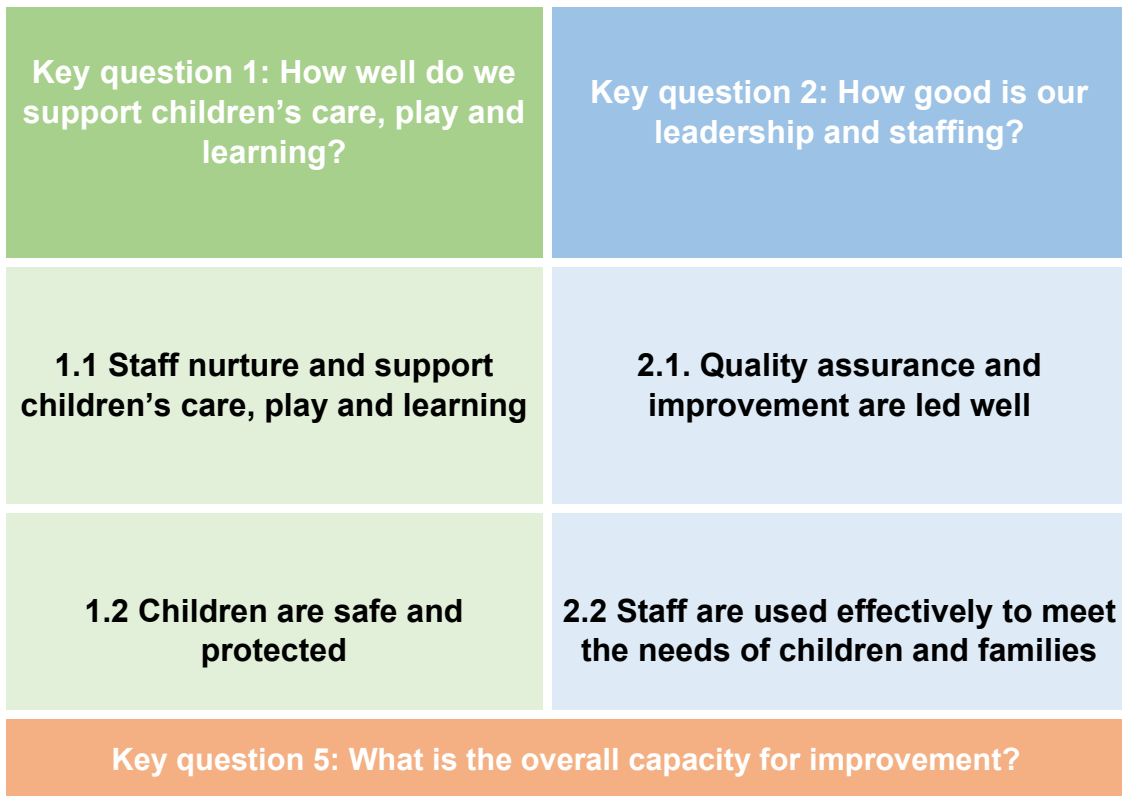 Key question 1: How well do we
support children’s care, play and
learning?
Key question 2: How good is our
leadership and staffing?
1.1 Staff nurture and support
children’s care, play and learning
2.1. Quality assurance and
improvement are led well
1.2 Children are safe and
protected
2.2 Staff are used effectively to meet
the needs of children and families
Key question 5: What is the overall capacity for improvement?